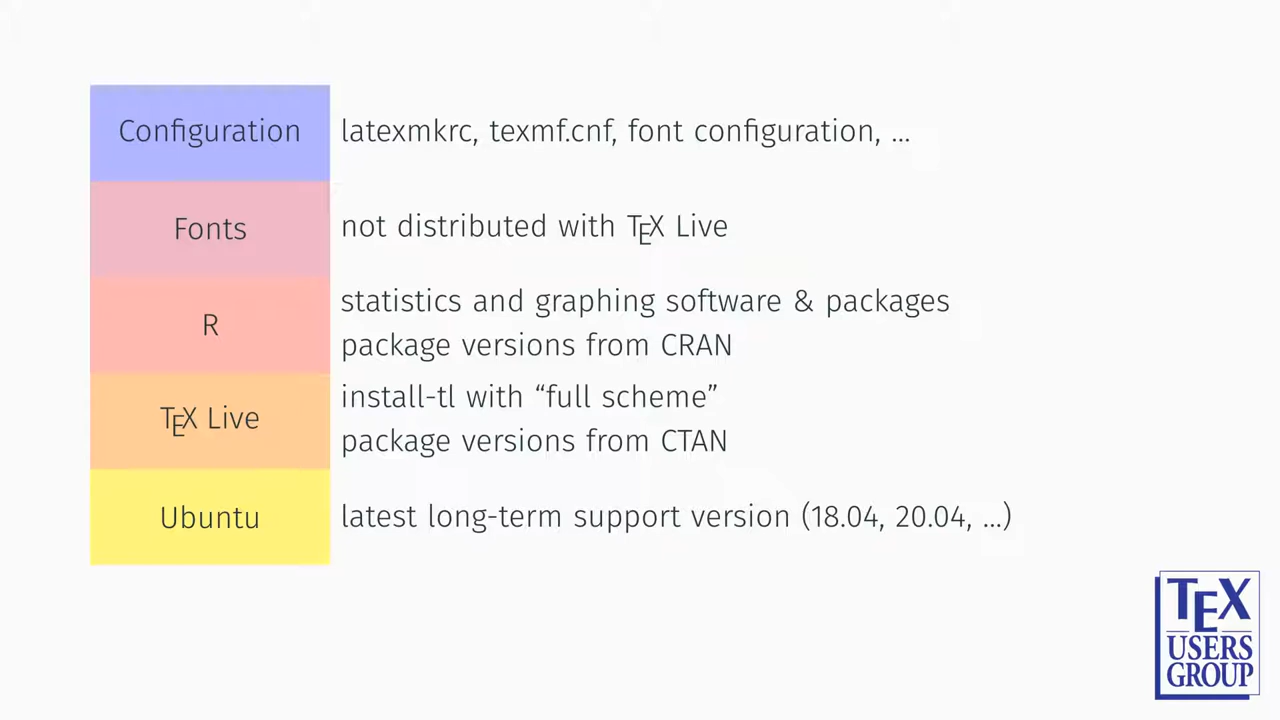 Configuration latexmkrc, texmf.cnf, font configuration, ...
Fonts not distributed with TEX Live
R statistics and graphing software & packages
package versions from CRAN
TEX Live install-tl with “full scheme”
package versions from CTAN
Ubuntu latest long-term support version (18.04, 20.04, ...)
TEX
USERS
GROUP